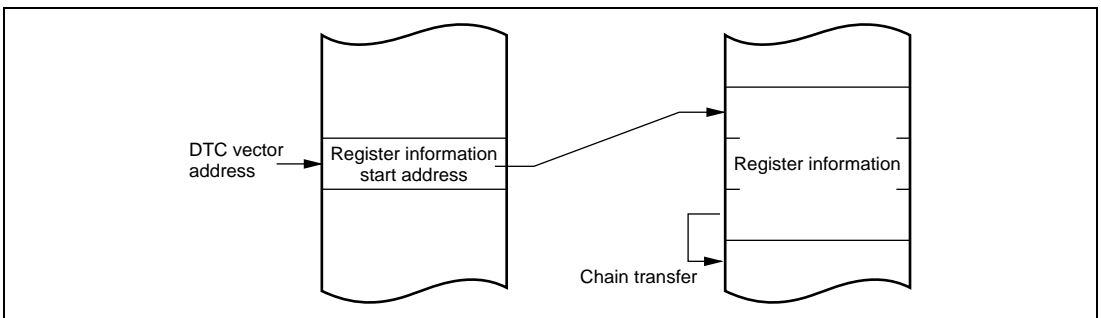 DTC vector
address
Register information
start address
Register information
Chain transfer